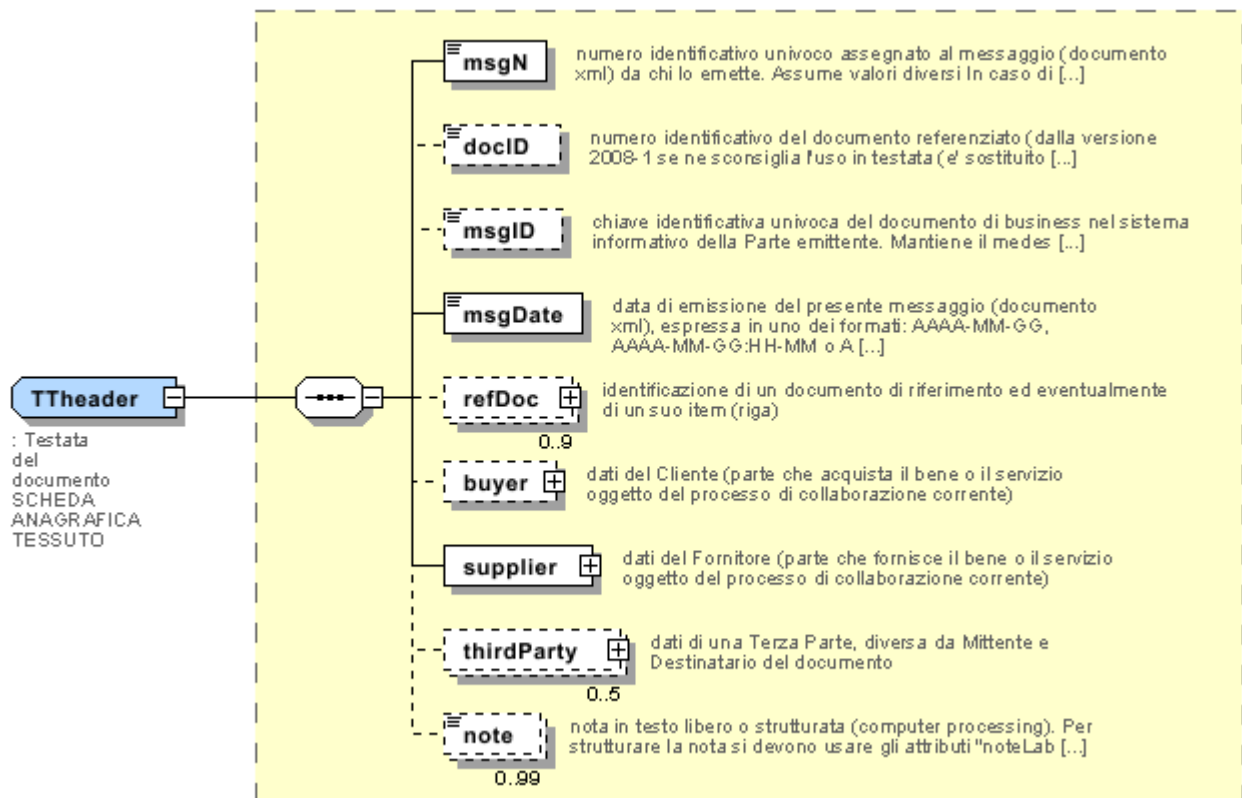 msgN
numero identificativo univoco assegnato al messaggio (documento
xml) da chi lo emette. Assume valori diversi In caso di [...]
docID
numero identificativo del documento referenziato (dalla versione
2008-1 se ne sconsiglia l'uso in testata (e' sostituito [...]
msgID
chiave identificativa univoca del documento di business nel sistema
informativo della Parte emittente. Mantiene il medes [...]
msgDate
data di emissione del presente messaggio (documento
xml), espressa in uno dei formati: AAAA-MM-GG,
AAAA-MM-GG:HH-MM o A [...]
TTheader
: Testata
del
documento
SCHEDA
ANAGRAFICA
TESSUTO
refDoc
0..9
identificazione di un documento di riferimento ed eventualmente
di un suo item (riga)
buyer
dati del Cliente (parte che acquista il bene o il servizio
oggetto del processo di collaborazione corrente)
supplier
dati del Fornitore (parte che fornisce il bene o il servizio
oggetto del processo di collaborazione corrente)
thirdParty
0..5
dati di una Terza Parte, diversa da Mittente e
Destinatario del documento
note
0..99
nota in testo libero o strutturata (computer processing). Per
strutturare la nota si devono usare gli attributi "noteLab [...]